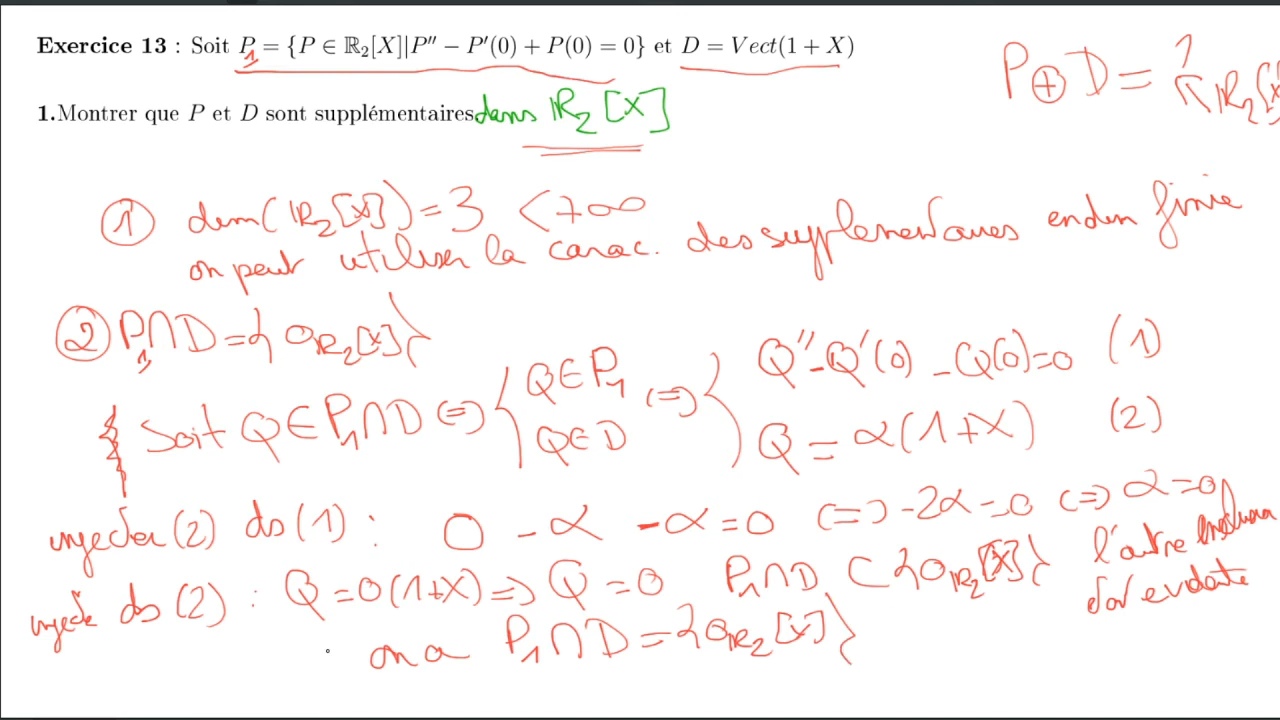 Exercice 13 : Soit P₁ = {P ∈ ℝ₂[X]|P″ − P′(0) + P(0) = 0} et D = Vect(1 + X)
P ⊕ D = ? ℝ₂[X
1.Montrer que P et D sont supplémentaires dans ℝ₂[X]
① dim(ℝ₂[X]) = 3 < +∞
on peut utiliser la carac. des supplémentaires en dim finie
② P₁∩D = {0ℝ₂[X]}
Soit Q ∈ P₁∩D ⇔ { Q ∈ P₁ ⇔ { Q″ - Q′(0) - Q(0) = 0 (1)
Q ∈ D Q = α(1+X) (2)
injecter (2) ds (1) : 0 - α - α = 0 ⇔ -2α = 0 ⇔ α = 0
injecte ds (2) : Q = 0(1+X) ⇒ Q = 0 P₁∩D ⊂ {0ℝ₂[X]} l'autre inclusion
est evidente
on a P₁∩D = {0ℝ₂[X]}